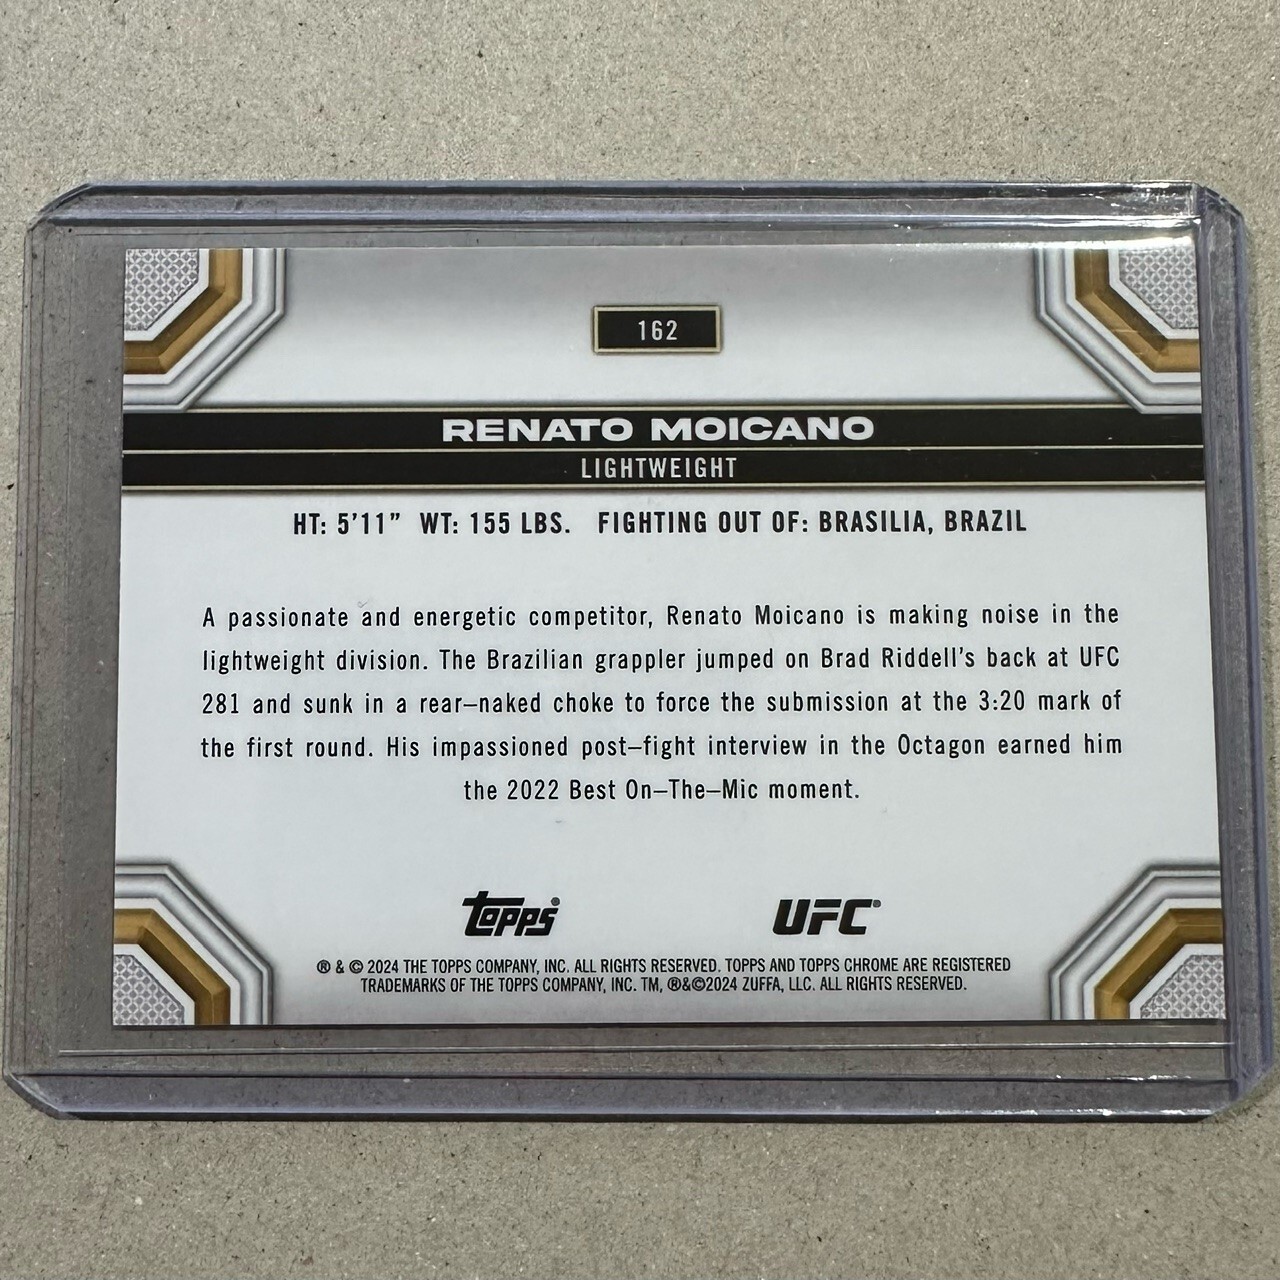 162
RENATO MOICANO
LIGHTWEIGHT
HT: 5'11” WT: 155 LBS. FIGHTING OUT OF: BRASILIA, BRAZIL
A passionate and energetic competitor, Renato Moicano is making noise in the
lightweight division. The Brazilian grappler jumped on Brad Riddell's back at UFC
281 and sunk in a rear–naked choke to force the submission at the 3:20 mark of
the first round. His impassioned post–fight interview in the Octagon earned him
the 2022 Best On–The–Mic moment.
topps® UFC®
® & © 2024 THE TOPPS COMPANY, INC. ALL RIGHTS RESERVED. TOPPS AND TOPPS CHROME ARE REGISTERED
TRADEMARKS OF THE TOPPS COMPANY, INC. TM, ®&©2024 ZUFFA, LLC. ALL RIGHTS RESERVED.